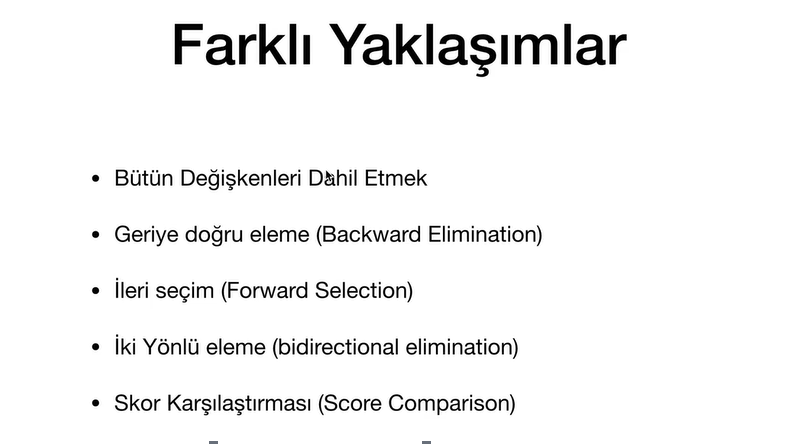 Farklı Yaklaşımlar
• Bütün Değişkenleri Dahil Etmek
• Geriye doğru eleme (Backward Elimination)
• İleri seçim (Forward Selection)
• İki Yönlü eleme (bidirectional elimination)
• Skor Karşılaştırması (Score Comparison)